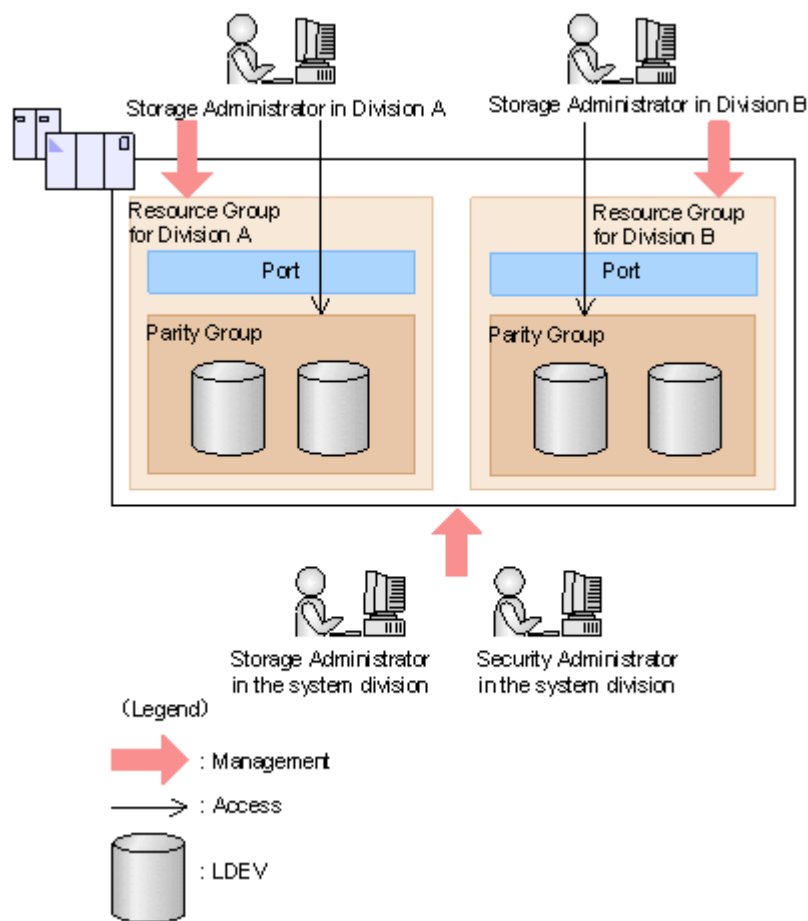 Storage Administrator in Division A
Storage Administrator in Division B
Resource Group
for Division A
Port
Parity Group
Resource Group
for Division B
Port
Parity Group
Storage Administrator
in the system division
Security Administrator
in the system division
(Legend)
: Management
: Access
: LDEV